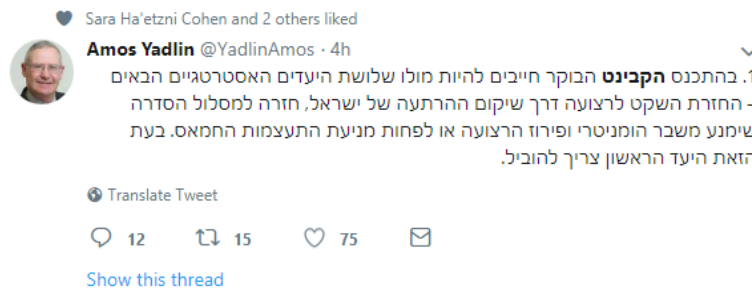 Sara Ha'etzni Cohen and 2 others liked
Amos Yadlin @YadlinAmos · 4h
1. בהתכנס הקבינט הבוקר חייבים להיות מולו שלושת היעדים האסטרטגיים הבאים
- החזרת השקט לרצועה דרך שיקום ההרתעה של ישראל, חזרה למסלול הסדרה
שימנע משבר הומניטרי ופירוז הרצועה או לפחות מניעת התעצמות החמאס. בעת
הזאת היעד הראשון צריך להוביל.
Translate Tweet
12 15 75
Show this thread